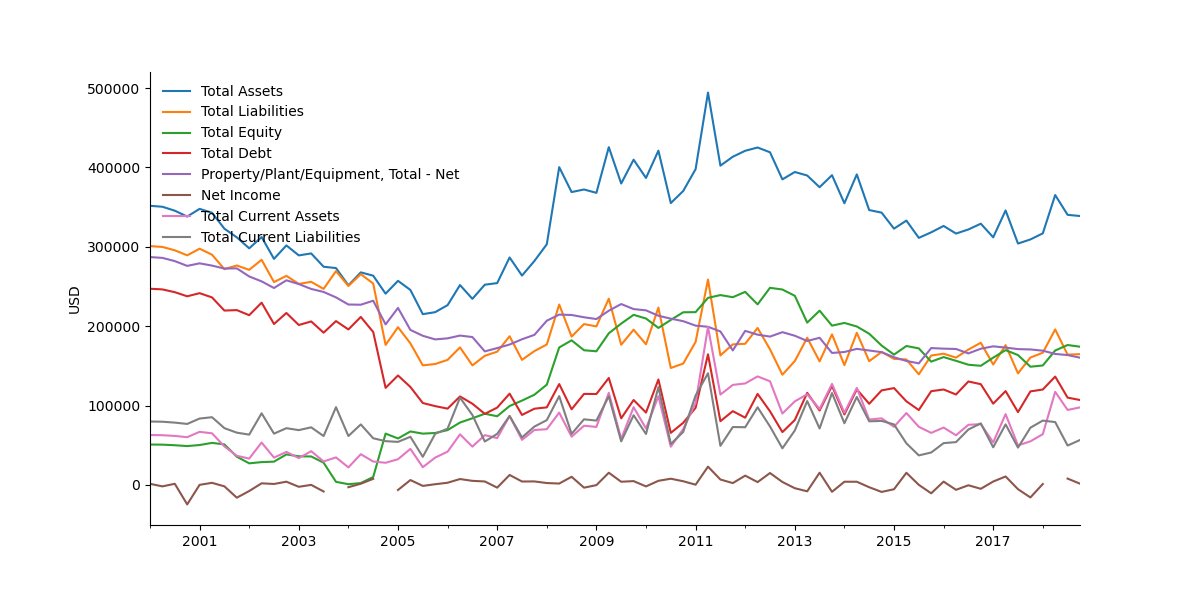 500000
400000
300000
200000
100000
0
USD
Total Assets
Total Liabilities
Total Equity
Total Debt
Property/Plant/Equipment, Total - Net
Net Income
Total Current Assets
Total Current Liabilities
2001 2003 2005 2007 2009 2011 2013 2015 2017